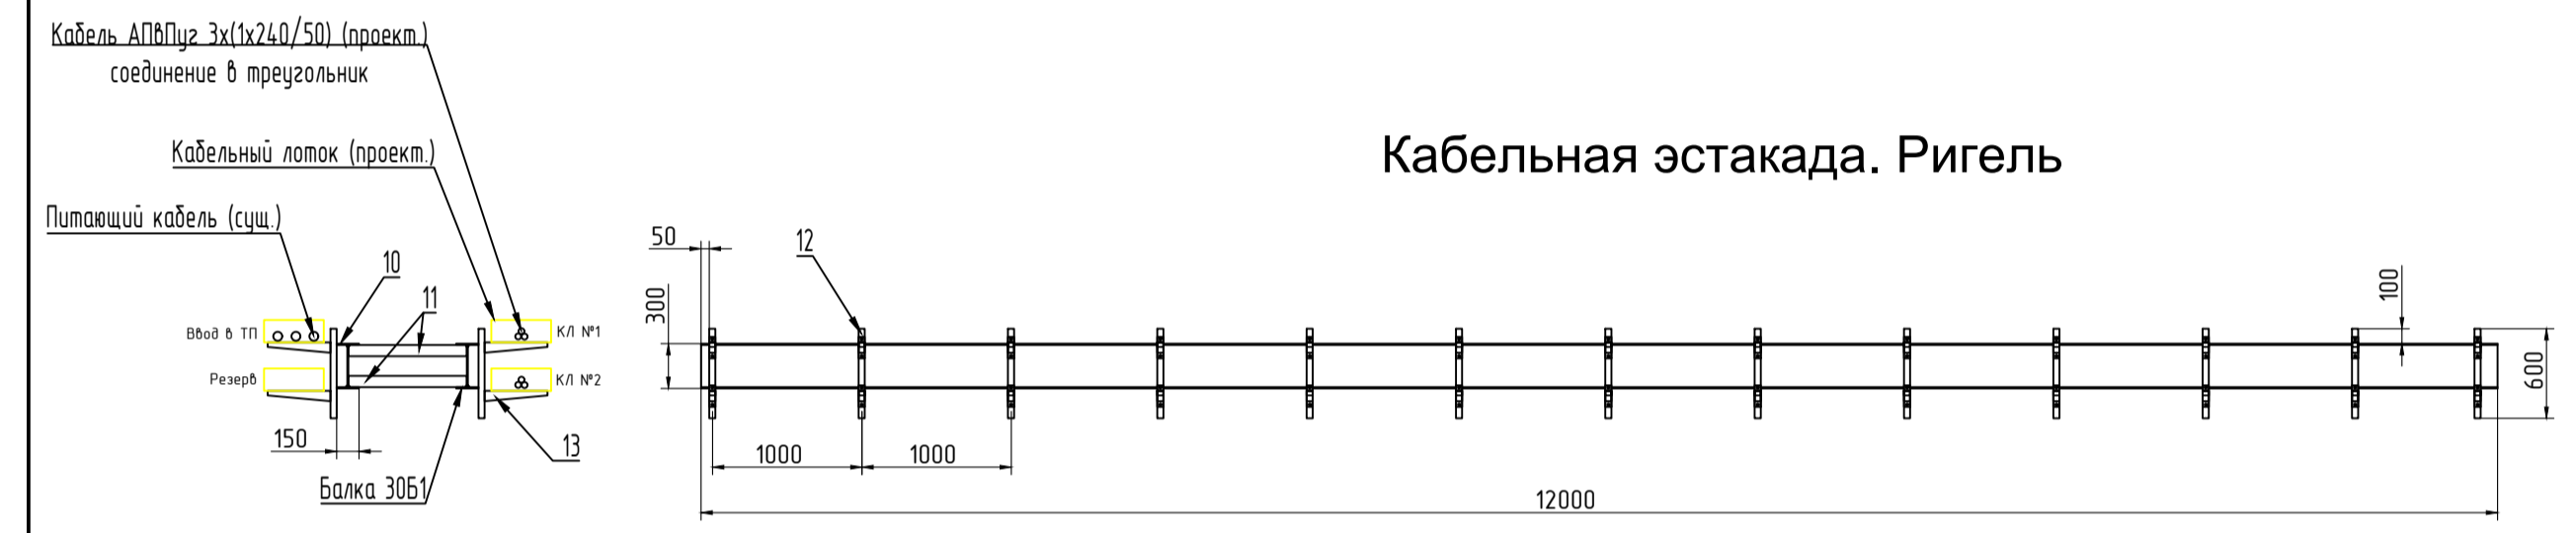 Кабель АПвПуг 3х(1х240/50) (проект.)
соединение в треугольник
Кабельный лоток (проект.)
Питающий кабель (сущ.)
10
11
Ввод в ТП
КЛ №1
Резерв
КЛ №2
150
13
Балка 30Б1
Кабельная эстакада. Ригель
50
12
300
100
600
1000
1000
12000